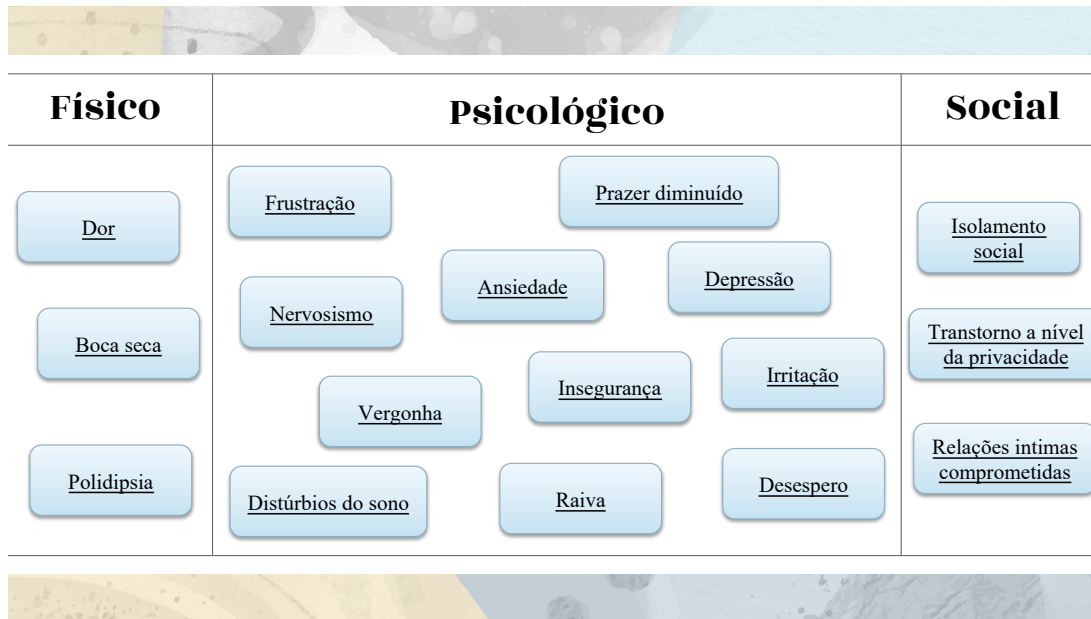 Físico
Psicológico
Social
Dor
Boca seca
Polidipsia
Frustração
Prazer diminuído
Nervosismo
Ansiedade
Depressão
Vergonha
Insegurança
Irritação
Distúrbios do sono
Raiva
Desespero
Isolamento
social
Transtorno a nível
da privacidade
Relações intimas
comprometidas